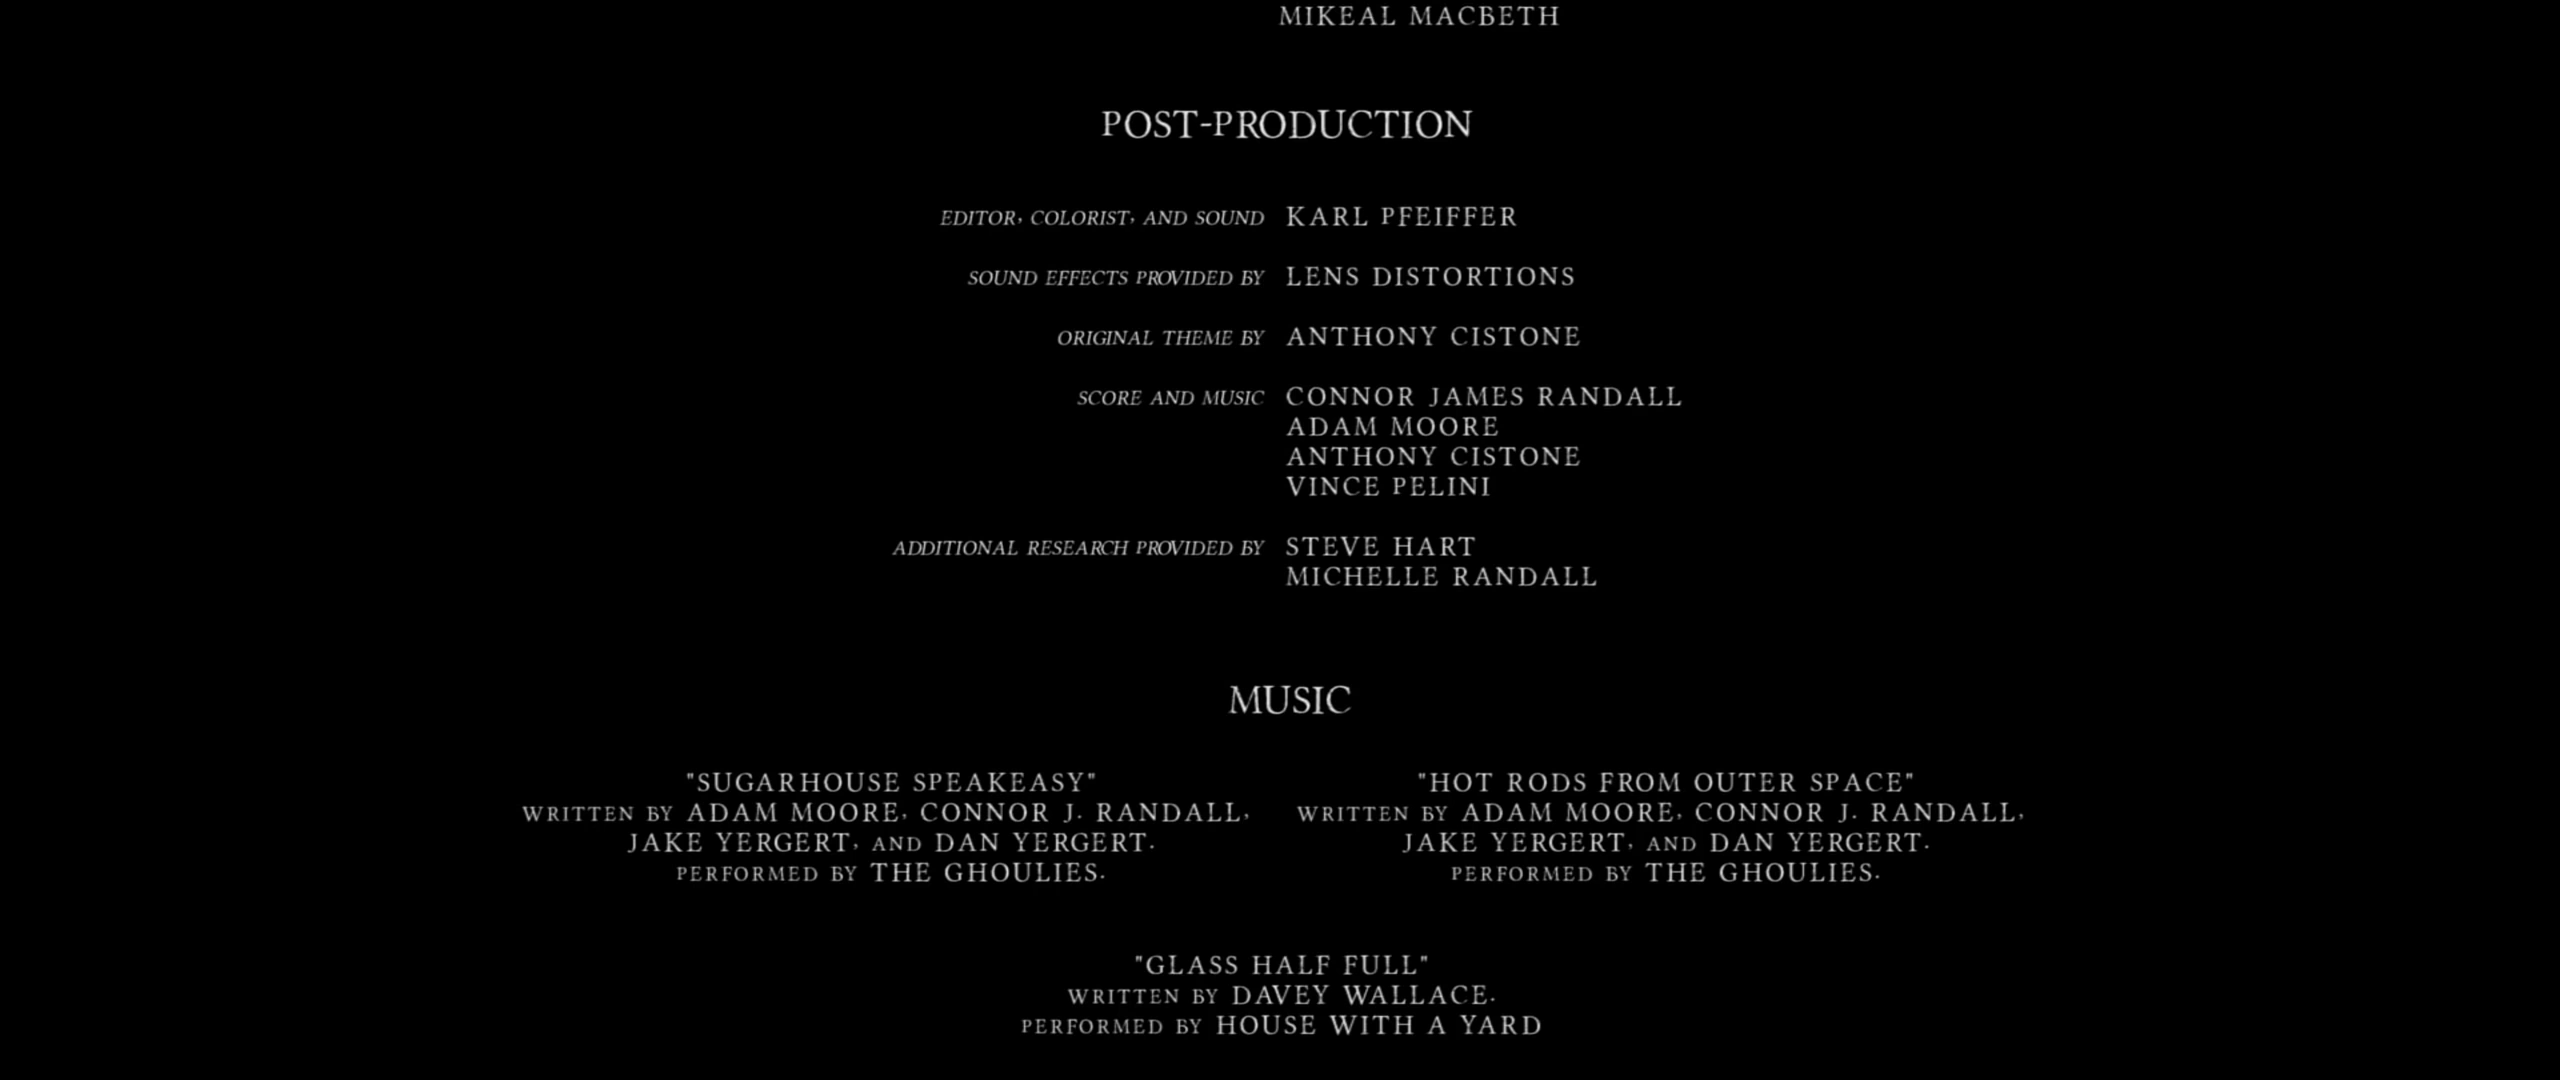 MIKEAL MACBETH
POST-PRODUCTION
EDITOR, COLORIST, AND SOUND KARL PFEIFFER
SOUND EFFECTS PROVIDED BY LENS DISTORTIONS
ORIGINAL THEME BY ANTHONY CISTONE
SCORE AND MUSIC CONNOR JAMES RANDALL
ADAM MOORE
ANTHONY CISTONE
VINCE PELINI
ADDITIONAL RESEARCH PROVIDED BY STEVE HART
MICHELLE RANDALL
MUSIC
"SUGARHOUSE SPEAKEASY"
WRITTEN BY ADAM MOORE, CONNOR J. RANDALL,
JAKE YERGERT, AND DAN YERGERT.
PERFORMED BY THE GHOULIES.
"HOT RODS FROM OUTER SPACE"
WRITTEN BY ADAM MOORE, CONNOR J. RANDALL,
JAKE YERGERT, AND DAN YERGERT.
PERFORMED BY THE GHOULIES.
"GLASS HALF FULL"
WRITTEN BY DAVEY WALLACE.
PERFORMED BY HOUSE WITH A YARD